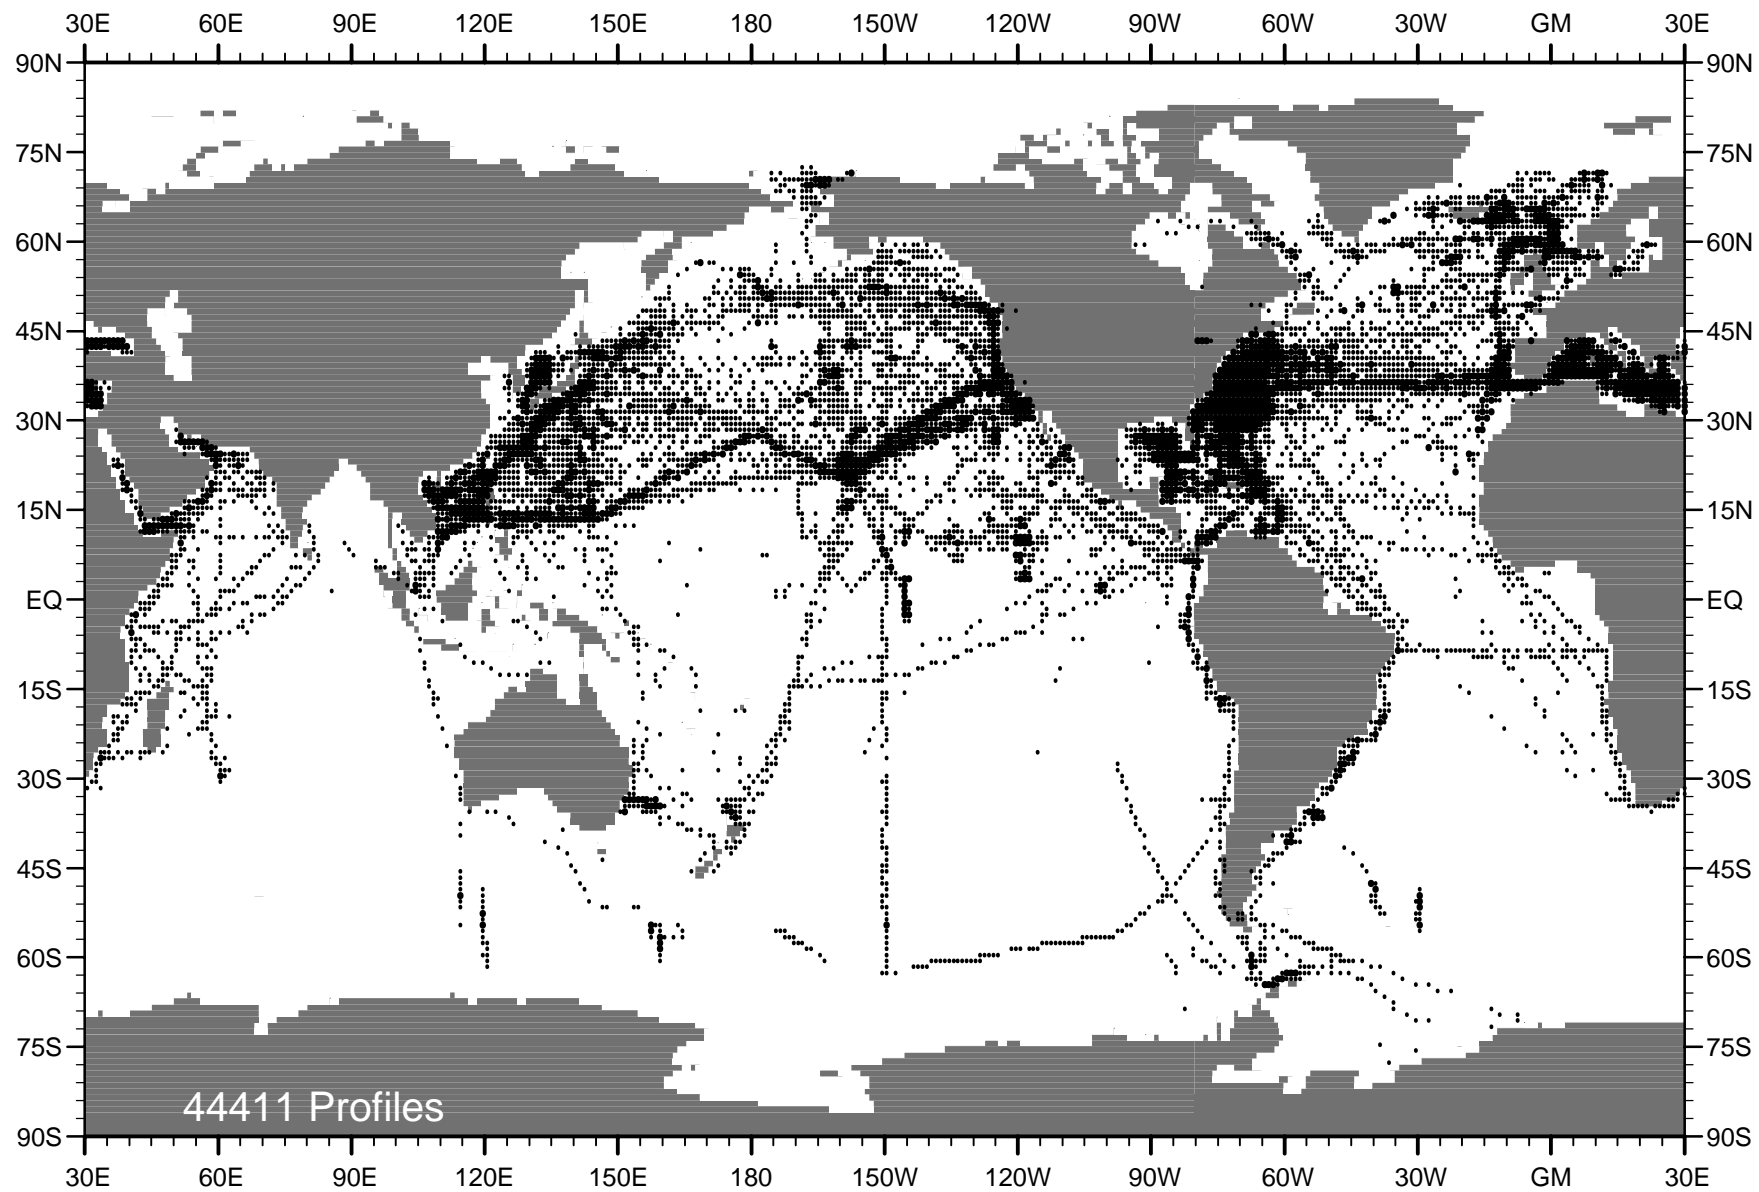 30E 60E 90E 120E 150E 180 150W 120W 90W 60W 30W GM 30E
90N 90N
75N 75N
60N 60N
45N 45N
30N 30N
15N 15N
EQ EQ
15S 15S
30S 30S
45S 45S
60S 60S
75S 75S
44411 Profiles
90S 90S
30E 60E 90E 120E 150E 180 150W 120W 90W 60W 30W GM 30E